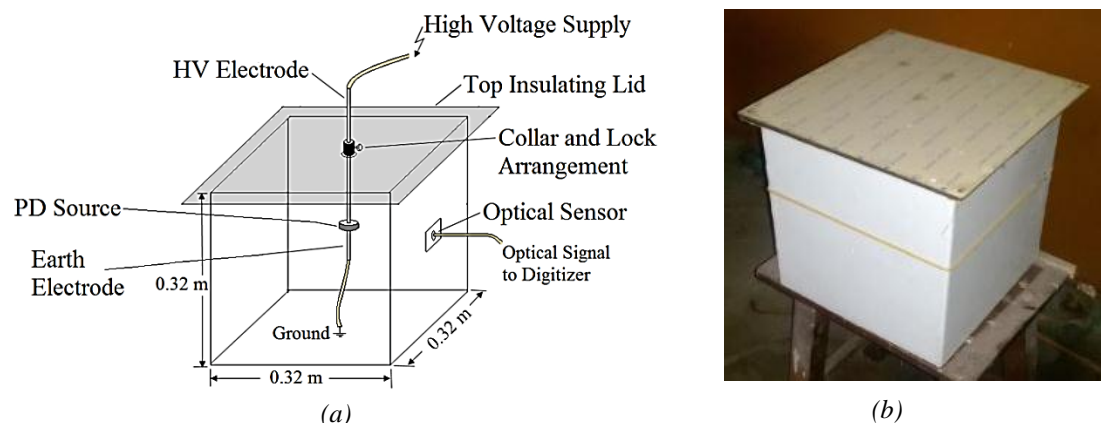 High Voltage Supply
HV Electrode
Top Insulating Lid
Collar and Lock
Arrangement
PD Source
Optical Sensor
Earth
Electrode
Optical Signal
to Digitizer
0.32 m
Ground
0.32 m
0.32 m
(a)
(b)